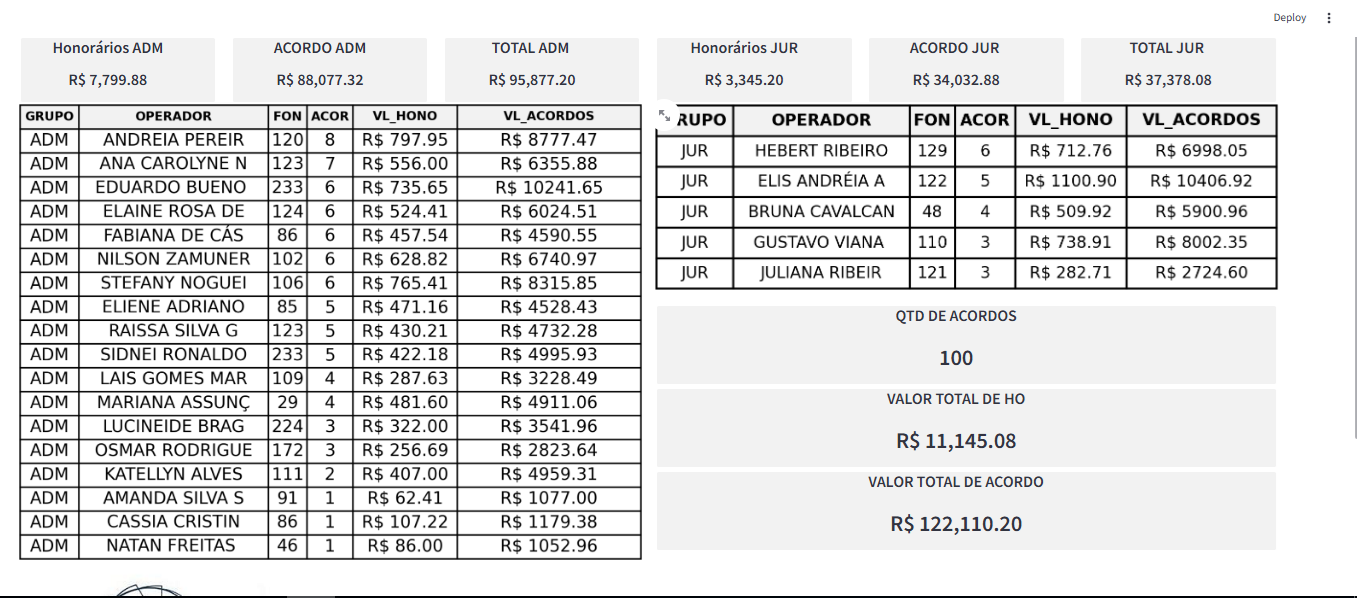 Deploy
Honorários ADM
R$ 7,799.88
ACORDO ADM
R$ 88,077.32
TOTAL ADM
R$ 95,877.20
Honorários JUR
R$ 3,345.20
ACORDO JUR
R$ 34,032.88
TOTAL JUR
R$ 37,378.08
GRUPO OPERADOR FON ACOR VL_HONO VL_ACORDOS
ADM ANDREIA PEREIR 120 8 R$ 797.95 R$ 8777.47
ADM ANA CAROLYNE N 123 7 R$ 556.00 R$ 6355.88
ADM EDUARDO BUENO 233 6 R$ 735.65 R$ 10241.65
ADM ELAINE ROSA DE 124 6 R$ 524.41 R$ 6024.51
ADM FABIANA DE CÁS 86 6 R$ 457.54 R$ 4590.55
ADM NILSON ZAMUNER 102 6 R$ 628.82 R$ 6740.97
ADM STEFANY NOGUEI 106 6 R$ 765.41 R$ 8315.85
ADM ELIENE ADRIANO 85 5 R$ 471.16 R$ 4528.43
ADM RAISSA SILVA G 123 5 R$ 430.21 R$ 4732.28
ADM SIDNEI RONALDO 233 5 R$ 422.18 R$ 4995.93
ADM LAIS GOMES MAR 109 4 R$ 287.63 R$ 3228.49
ADM MARIANA ASSUNÇ 29 4 R$ 481.60 R$ 4911.06
ADM LUCINEIDE BRAG 224 3 R$ 322.00 R$ 3541.96
ADM OSMAR RODRIGUE 172 3 R$ 256.69 R$ 2823.64
ADM KATELLYN ALVES 111 2 R$ 407.00 R$ 4959.31
ADM AMANDA SILVA S 91 1 R$ 62.41 R$ 1077.00
ADM CASSIA CRISTIN 86 1 R$ 107.22 R$ 1179.38
ADM NATAN FREITAS 46 1 R$ 86.00 R$ 1052.96
RUPO OPERADOR FON ACOR VL_HONO VL_ACORDOS
JUR HEBERT RIBEIRO 129 6 R$ 712.76 R$ 6998.05
JUR ELIS ANDRÉIA A 122 5 R$ 1100.90 R$ 10406.92
JUR BRUNA CAVALCAN 48 4 R$ 509.92 R$ 5900.96
JUR GUSTAVO VIANA 110 3 R$ 738.91 R$ 8002.35
JUR JULIANA RIBEIR 121 3 R$ 282.71 R$ 2724.60
QTD DE ACORDOS
100
VALOR TOTAL DE HO
R$ 11,145.08
VALOR TOTAL DE ACORDO
R$ 122,110.20